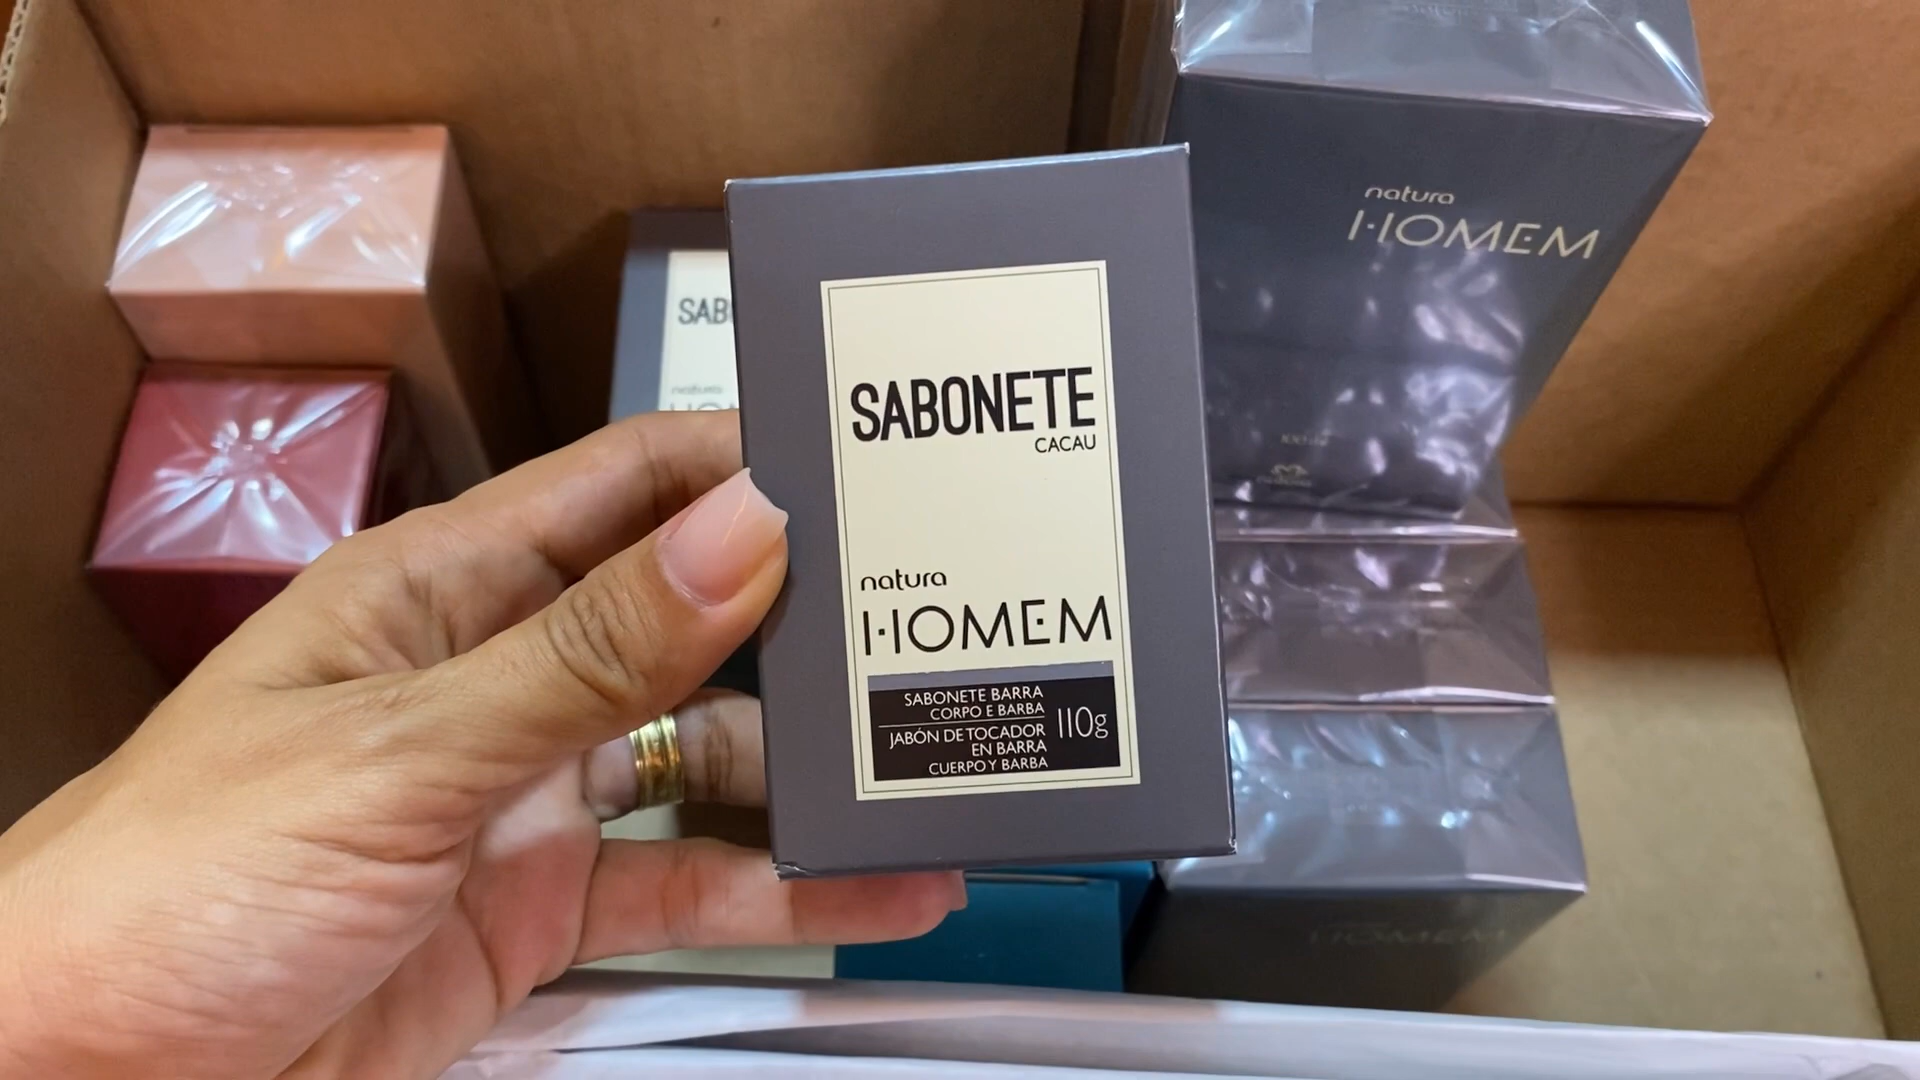 SABONETE
CACAU
natura
HOMEM
SABONETE BARRA
CORPO E BARBA
JABÓN DE TOCADOR
EN BARRA
CUERPO Y BARBA
110g
SAB
natura
natura
HOMEM
HOMEM